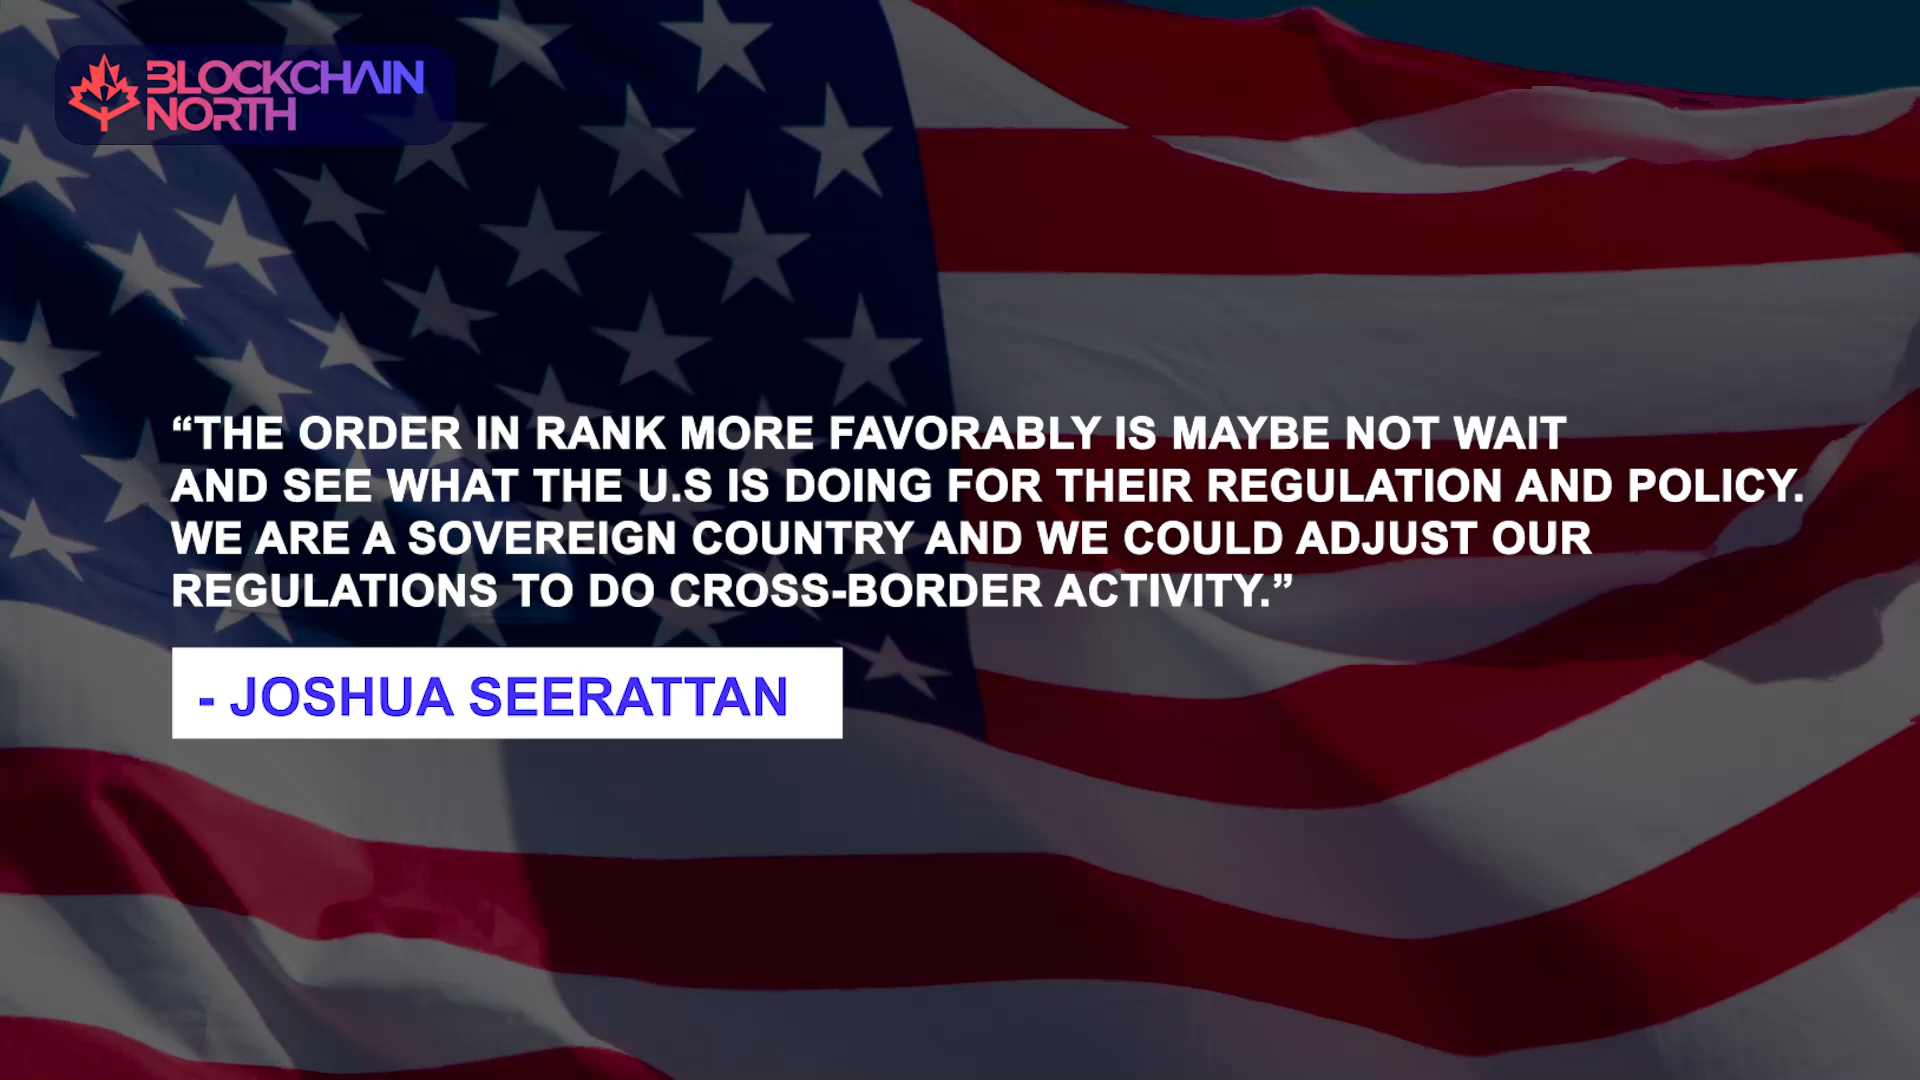 BLOCKCHAIN
NORTH
“THE ORDER IN RANK MORE FAVORABLY IS MAYBE NOT WAIT
AND SEE WHAT THE U.S IS DOING FOR THEIR REGULATION AND POLICY.
WE ARE A SOVEREIGN COUNTRY AND WE COULD ADJUST OUR
REGULATIONS TO DO CROSS-BORDER ACTIVITY.”
- JOSHUA SEERATTAN